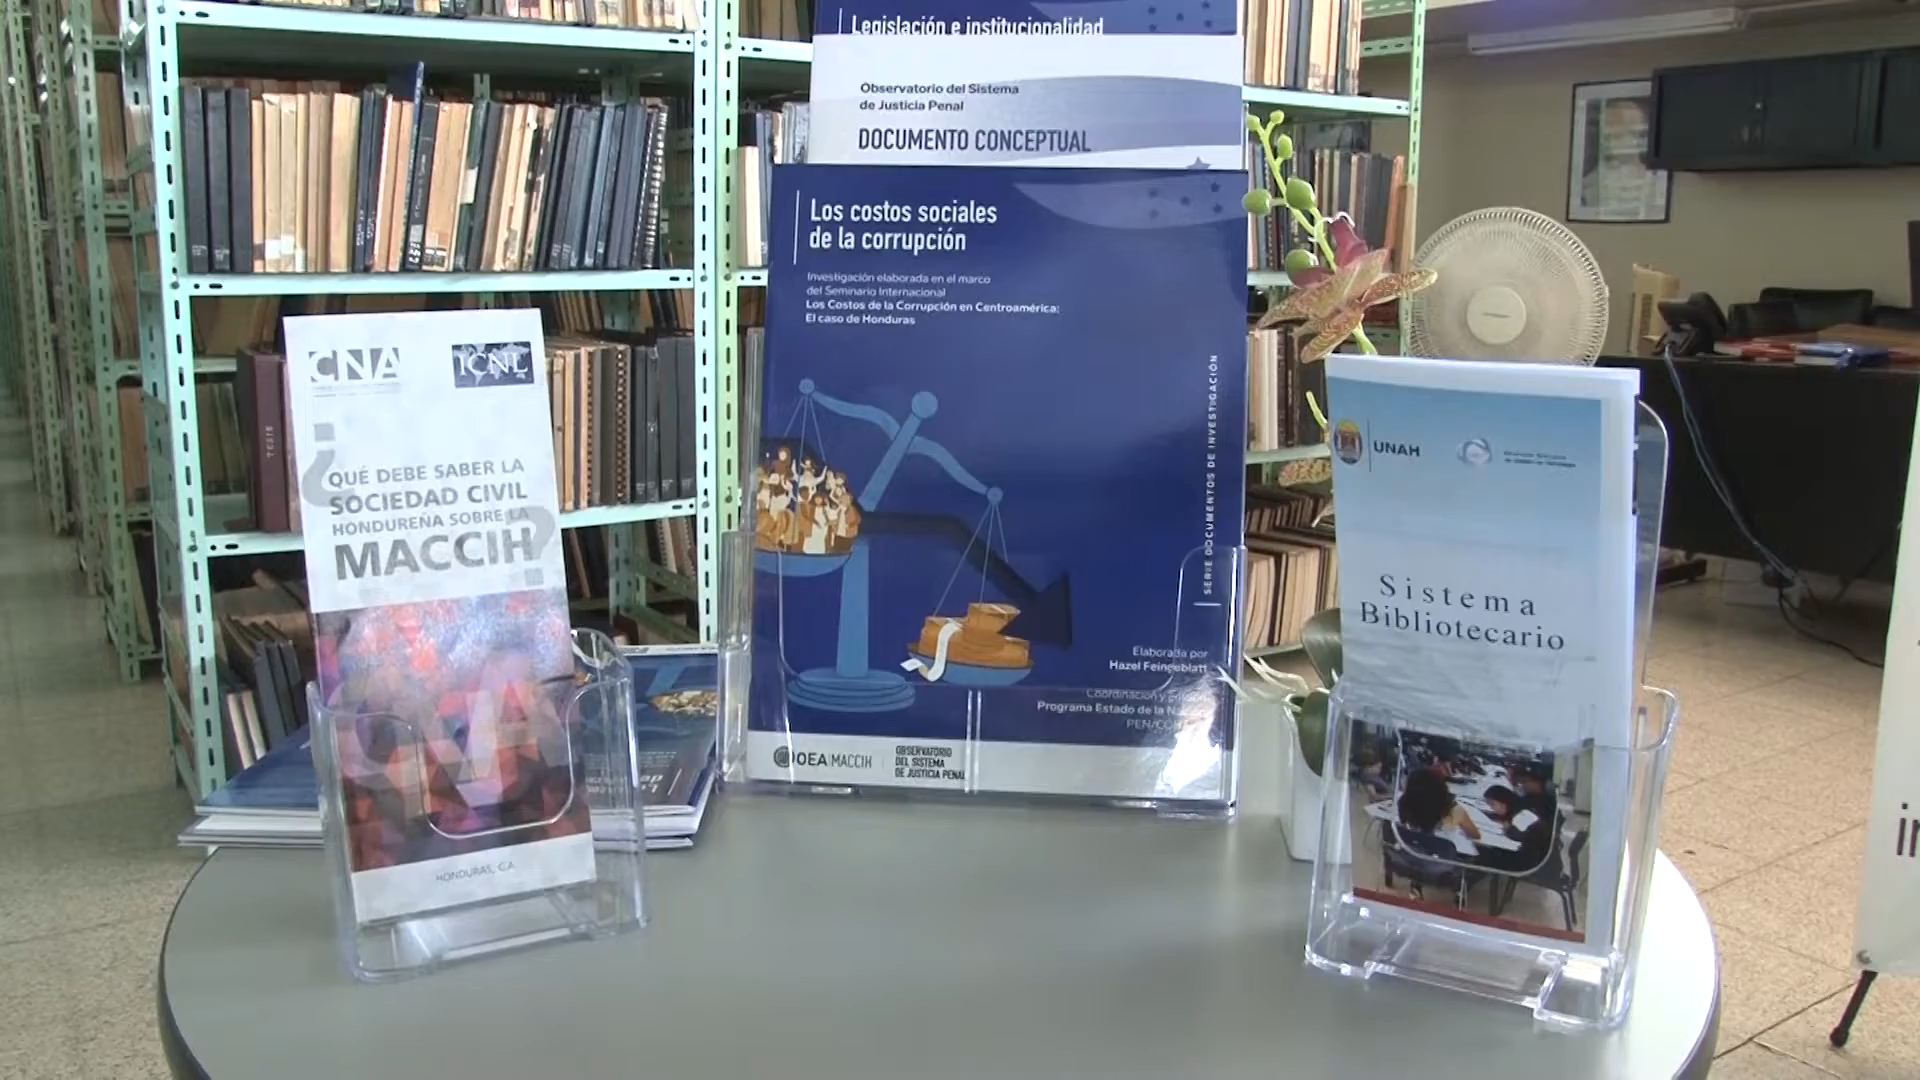 Legislación e institucionalidad
Observatorio del Sistema
de Justicia Penal
DOCUMENTO CONCEPTUAL
Los costos sociales
de la corrupción
Investigación elaborada en el marco
del Seminario Internacional
Los Costos de la Corrupción en Centroamérica:
El caso de Honduras
SERIE DOCUMENTOS DE INVESTIGACIÓN
Elaborada por
Hazel Feingeblatt
Coordinación y
Programa Estado de la
OEA|MACCIH
OBSERVATORIO
DEL SISTEMA
DE JUSTICIA PENAL
CNA
ICNL
¿QUÉ DEBE SABER LA
SOCIEDAD CIVIL
HONDUREÑA SOBRE LA
MACCIH?
HONDURAS, C.A.
TESIS
UNAH
Sistema
Bibliotecario